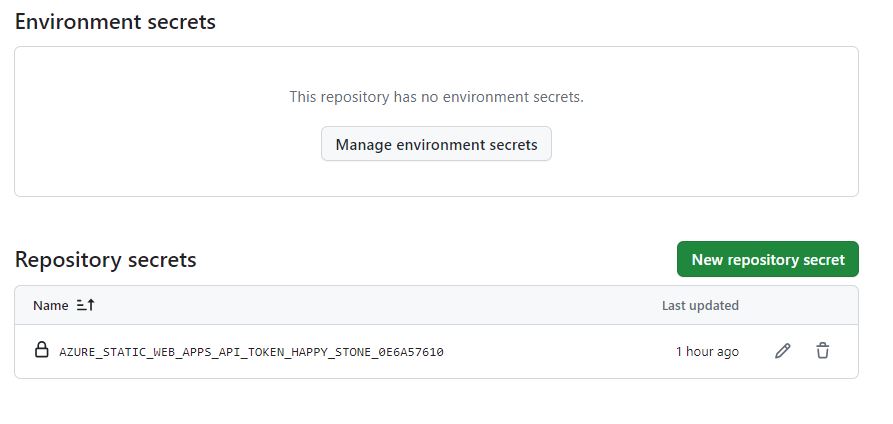 Environment secrets
This repository has no environment secrets.
Manage environment secrets
Repository secrets
New repository secret
Name
Last updated
AZURE_STATIC_WEB_APPS_API_TOKEN_HAPPY_STONE_0E6A57610
1 hour ago